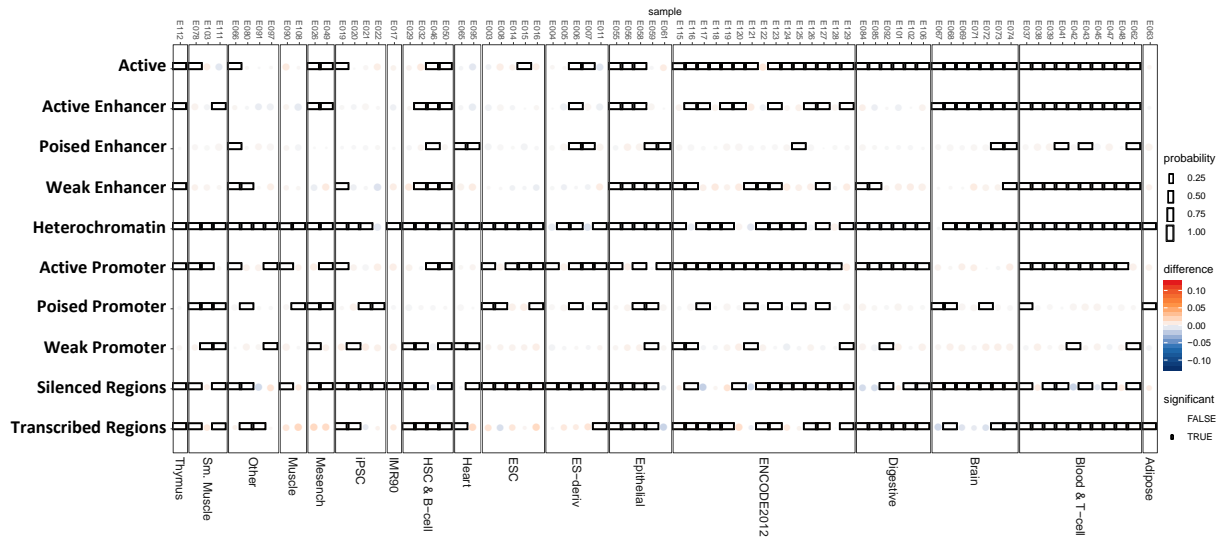 sample
E112 E078 E103 E111 E086 E080 E091 E097 E090 E108 E026 E049 E019 E020 E021 E022 E017 E029 E032 E046 E050 E065 E095 E003 E008 E014 E015 E016 E004 E005 E006 E007 E011 E055 E056 E058 E059 E061 E115 E116 E117 E118 E119 E120 E121 E122 E123 E124 E125 E126 E127 E128 E129 E084 E085 E092 E101 E102 E106 E067 E068 E069 E071 E072 E073 E074 E037 E038 E039 E041 E042 E043 E044 E045 E047 E048 E062 E063
Active
Active Enhancer
Poised Enhancer
Weak Enhancer
Heterochromatin
Active Promoter
Poised Promoter
Weak Promoter
Silenced Regions
Transcribed Regions
Thymus
Sm. Muscle
Other
Muscle
Mesench
iPSC
IMR90
HSC & B-cell
Heart
ESC
ES-deriv
Epithelial
ENCODE2012
Digestive
Brain
Blood & T-cell
Adipose
probability
0.25
0.50
0.75
1.00
difference
0.10
0.05
0.00
-0.05
-0.10
significant
FALSE
TRUE